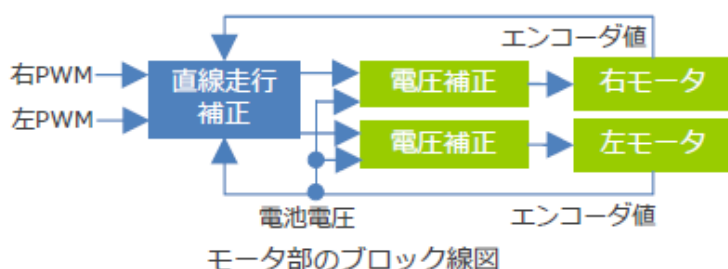 エンコーダ値
右PWM
直線走行
補正
電圧補正
右モータ
左PWM
電圧補正
左モータ
電池電圧
エンコーダ値
モータ部のブロック線図